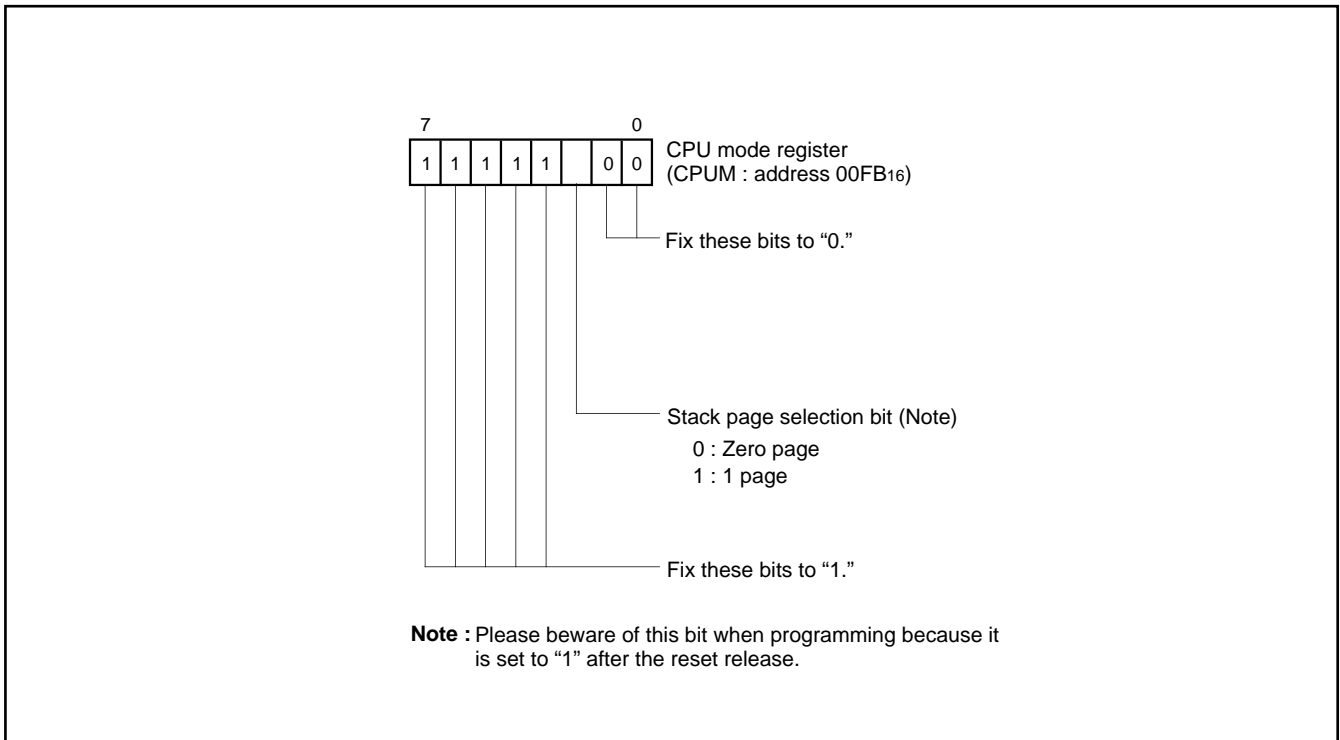 7 0
1 1 1 1 1 0 0
CPU mode register
(CPUM : address 00FB16)
Fix these bits to “0.”
Stack page selection bit (Note)
0 : Zero page
1 : 1 page
Fix these bits to “1.”
Note : Please beware of this bit when programming because it
is set to “1” after the reset release.